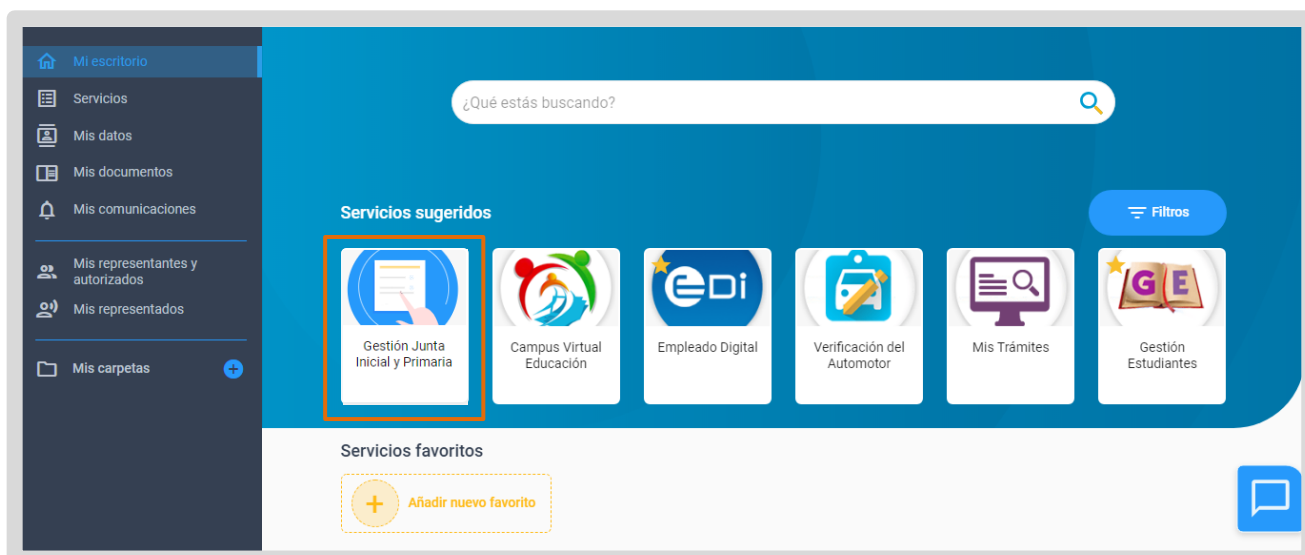 Mi escritorio
Servicios
Mis datos
Mis documentos
Mis comunicaciones
Mis representantes y
autorizados
Mis representados
Mis carpetas
¿Qué estás buscando?
Servicios sugeridos
Filtros
Gestión Junta
Inicial y Primaria
Campus Virtual
Educación
eDi
Empleado Digital
Verificación del
Automotor
Mis Trámites
GE
Gestión
Estudiantes
Servicios favoritos
Añadir nuevo favorito